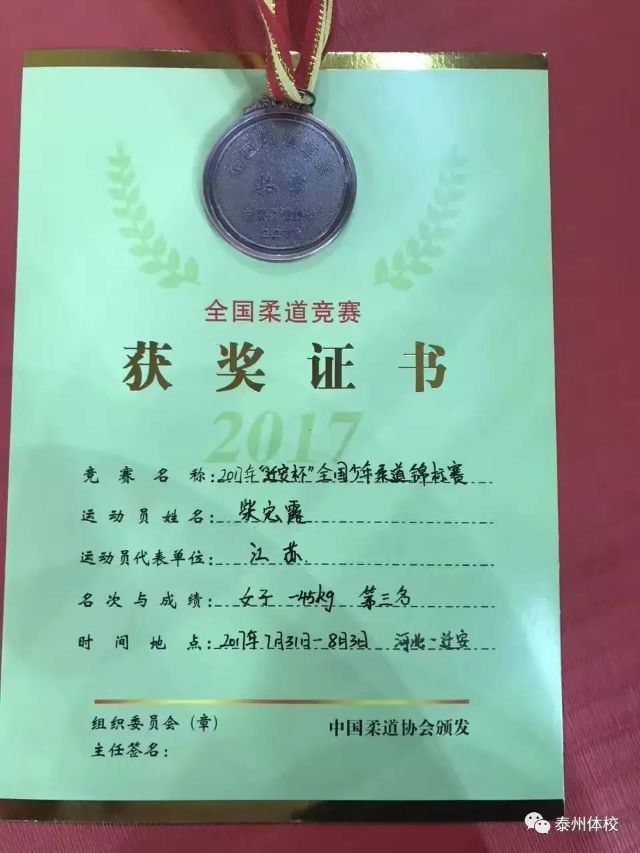 2017
全国柔道竞赛
获奖证书
2017
竞赛名称:2017年"迁安杯"全国少年柔道锦标赛
运动员姓名:柴忘露
运动员代表单位:江苏
名次与成绩:女子 -45kg 第三名
时间地点:2017年7月31日-8月3日 河北·迁安
组织委员会(章)
中国柔道协会颁发
主任签名:
泰州体校